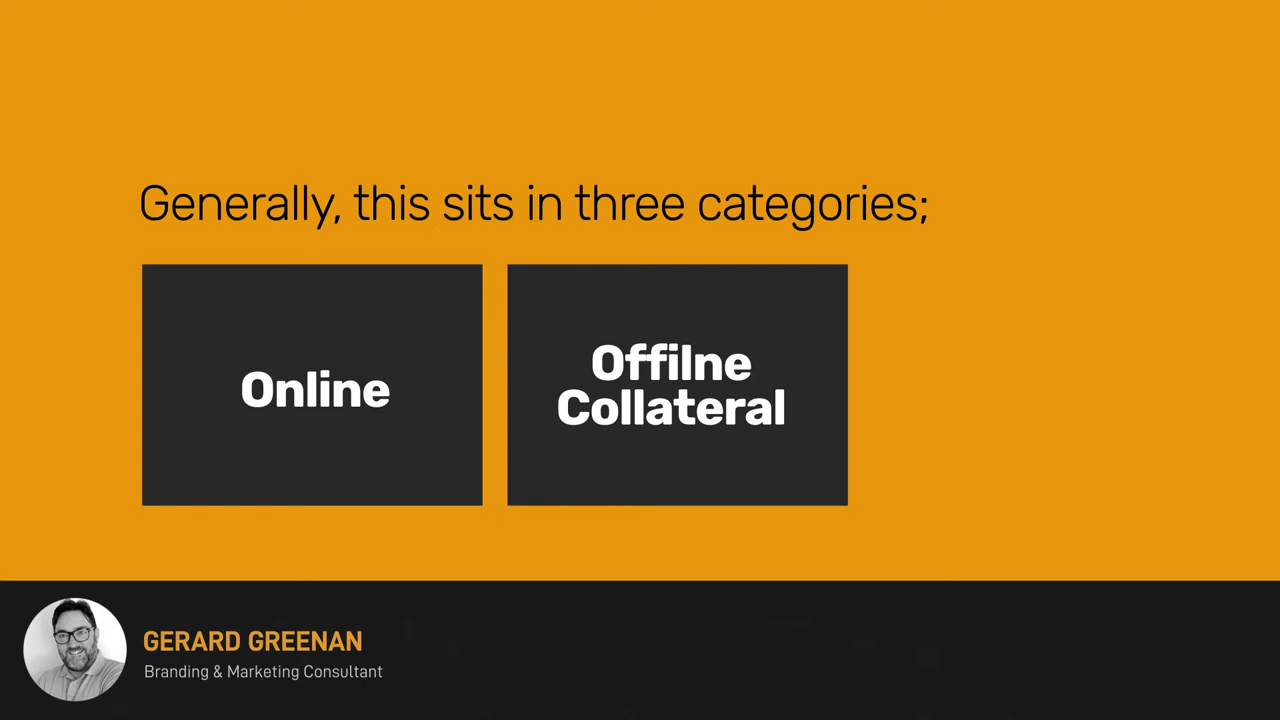 Generally, this sits in three categories;
Online
Offilne
Collateral
GERARD GREENAN
Branding & Marketing Consultant